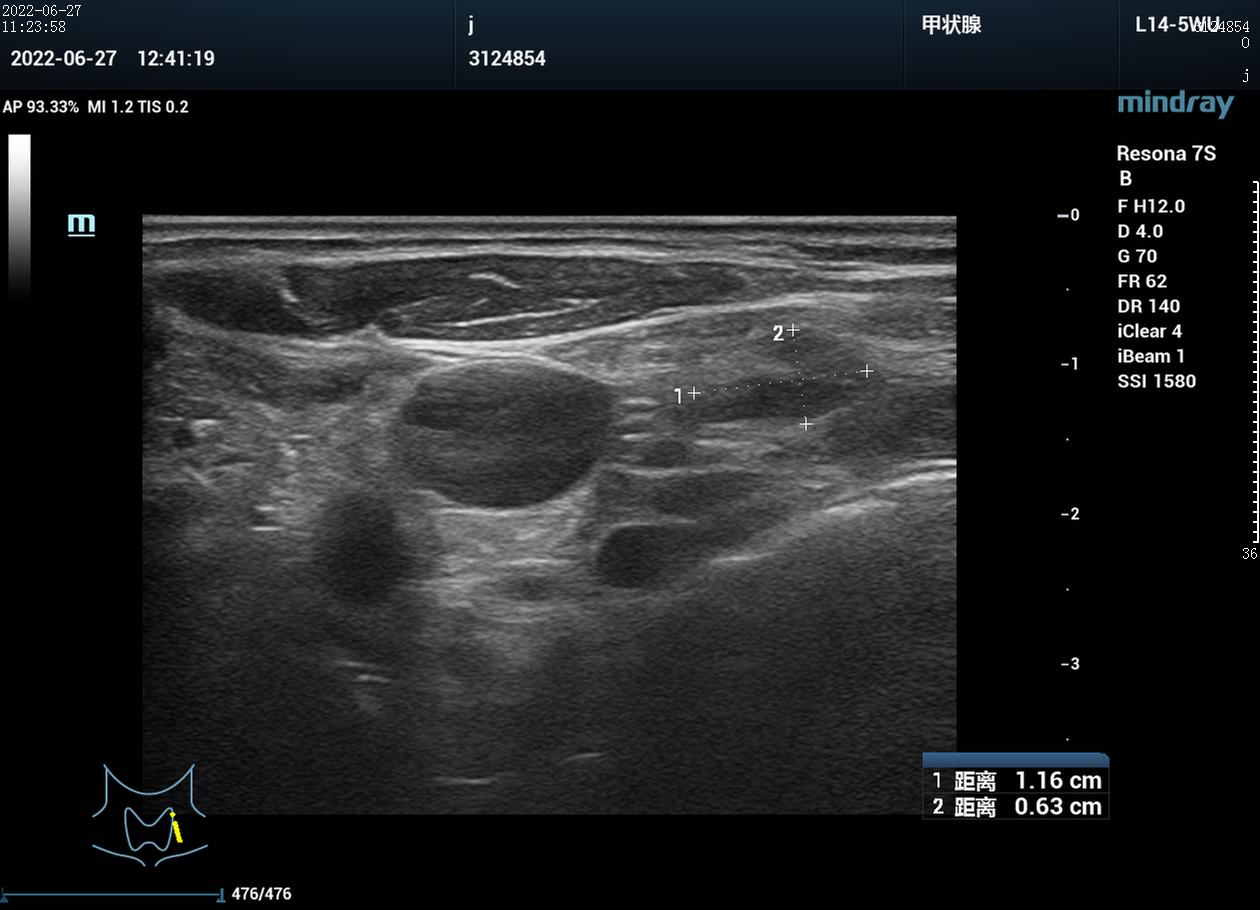 2022-06-27
11:23:58
2022-06-27 12:41:19
j
3124854
甲状腺
L14-5WU
3124854
0
j
AP 93.33% MI 1.2 TIS 0.2
mindray
Resona 7S
B
F H12.0
D 4.0
G 70
FR 62
DR 140
iClear 4
iBeam 1
SSI 1580
m
0
-1
-2
-3
2
1
36
1 距离 1.16 cm
2 距离 0.63 cm
476/476